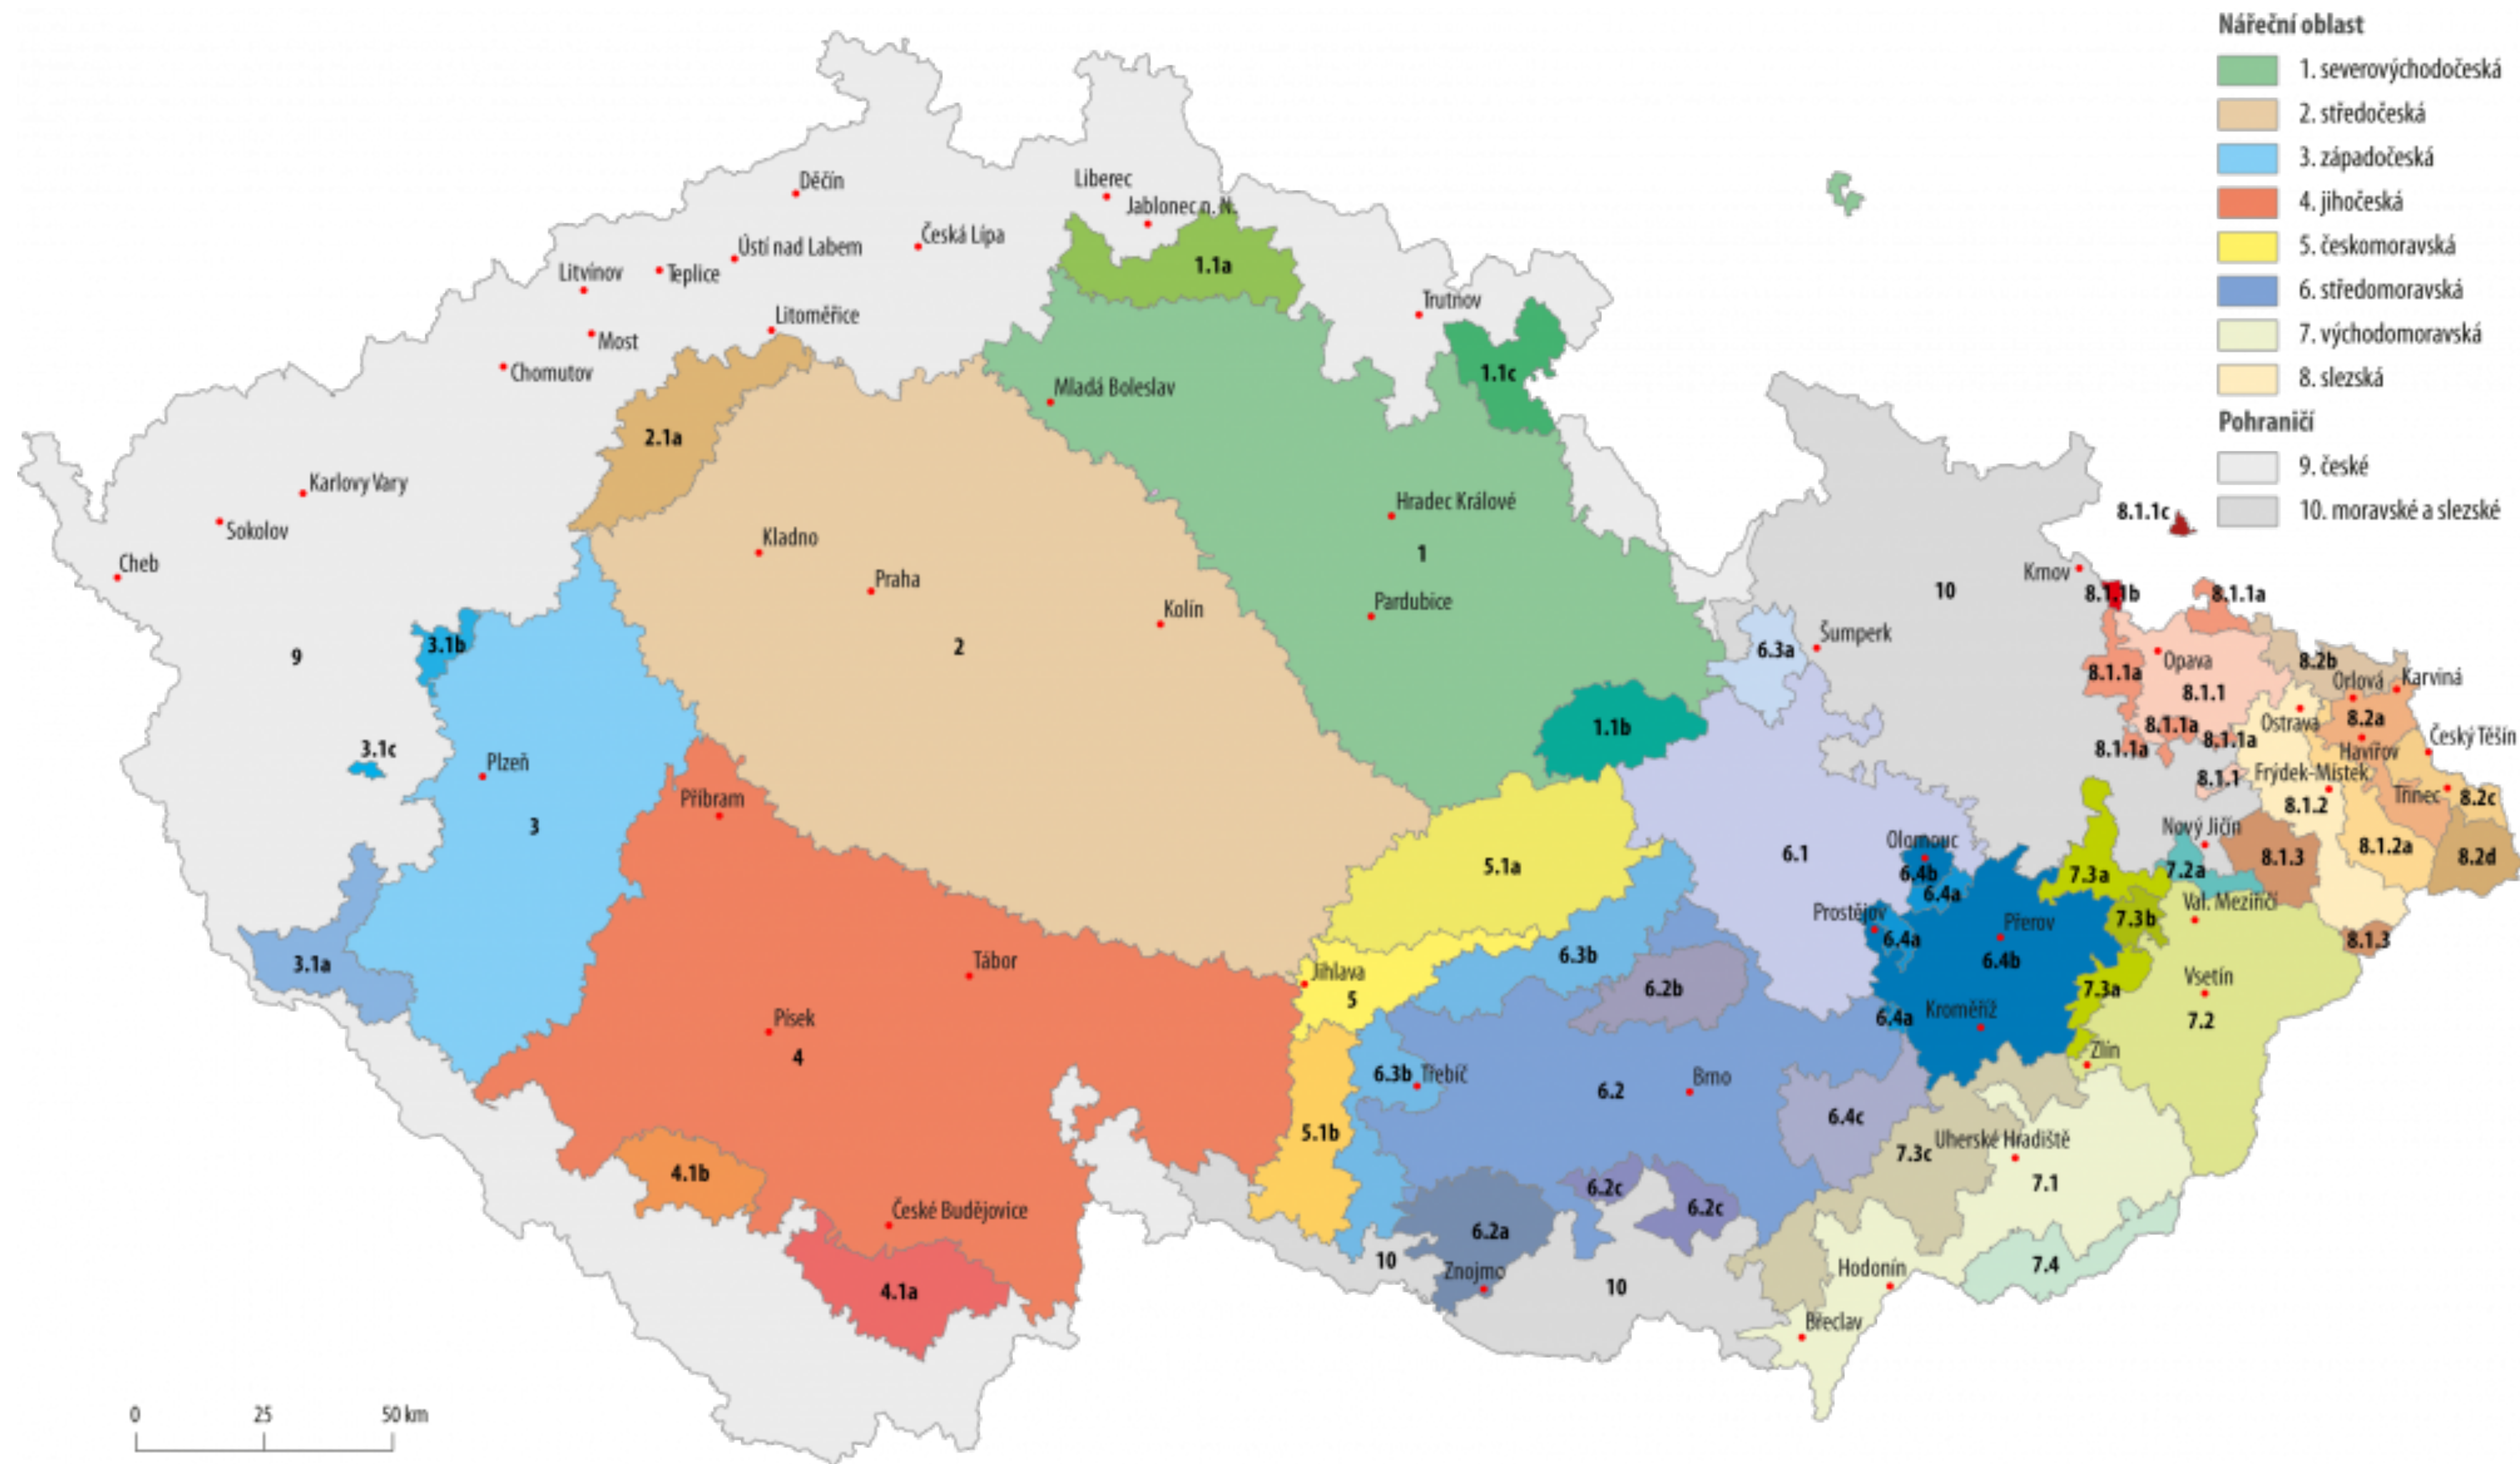 Nářeční oblast
1. severovýchodočeská
2. středočeská
3. západočeská
4. jihočeská
5. českomoravská
6. středomoravská
7. východomoravská
8. slezská
Pohraničí
9. české
10. moravské a slezské
Děčín
Liberec
Jablonec n. N.
Ústí nad Labem
Česká Lípa
Litvínov
Teplice
1.1a
Trutnov
Litoměřice
Most
Chomutov
1.1c
Mladá Boleslav
2.1a
Karlovy Vary
Sokolov
Hradec Králové
8.1.1c
Kladno
1
Cheb
Praha
Krnov
10
8.1.1b
8.1.1a
Kolín
Pardubice
3.1b
2
9
6.3a
Šumperk
8.1.1a
Opava
8.2b
Orlová
Karviná
8.1.1
1.1b
8.1.1a
Ostrava
8.2a
3.1c
Plzeň
8.1.1a
8.1.1a
Havířov
Český Těšín
8.1.1
Frýdek-Místek
Příbram
8.1.2
Třinec
8.2c
3
Nový Jičín
Olomouc
6.1
5.1a
8.1.2a
8.1.3
8.2d
6.4b
7.3a
7.2a
6.4a
Val. Meziříčí
Prostějov
Přerov
7.3b
6.4a
8.1.3
3.1a
Tábor
6.3b
6.4b
Jihlava
5
6.2b
7.3a
Vsetín
Písek
6.4a
Kroměříž
7.2
4
Zlín
6.3b
Třebíč
6.2
Brno
6.4c
5.1b
Uherské Hradiště
7.3c
4.1b
6.2c
7.1
České Budějovice
6.2c
6.2a
10
Znojmo
7.4
4.1a
10
Hodonín
Břeclav
0 25 50 km